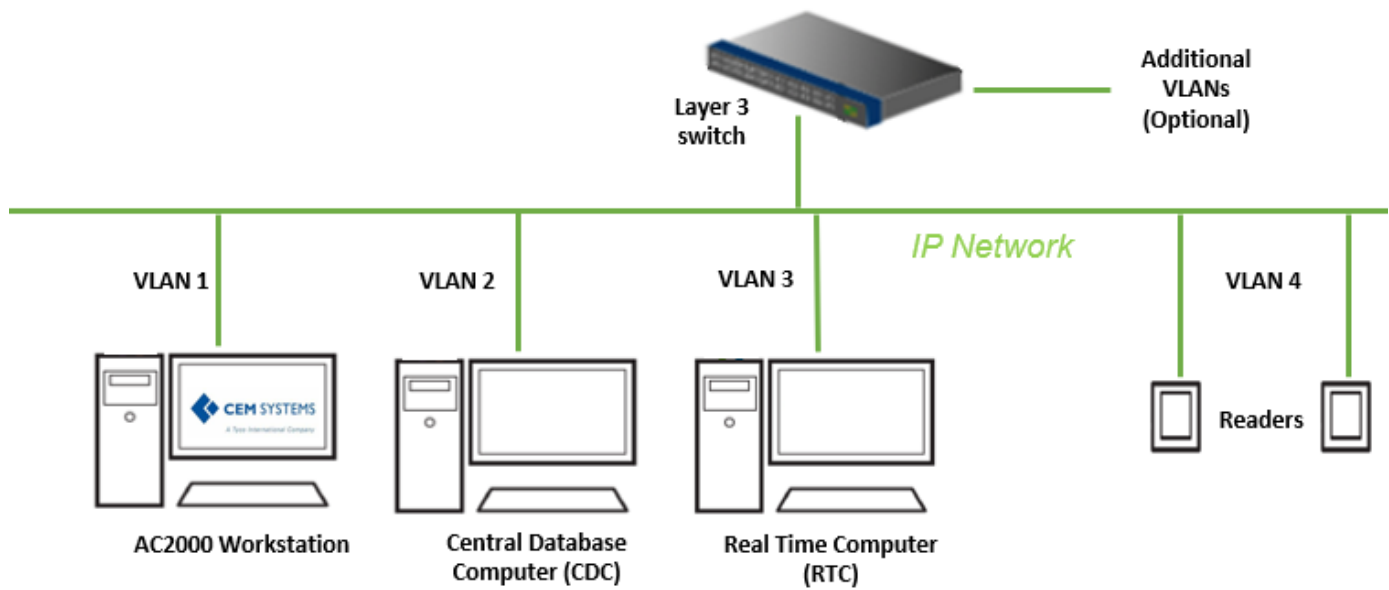 Layer 3
switch
Additional
VLANs
(Optional)
IP Network
VLAN 1
VLAN 2
VLAN 3
VLAN 4
CEM SYSTEMS
A Tyco International Company
Readers
AC2000 Workstation
Central Database
Computer (CDC)
Real Time Computer
(RTC)